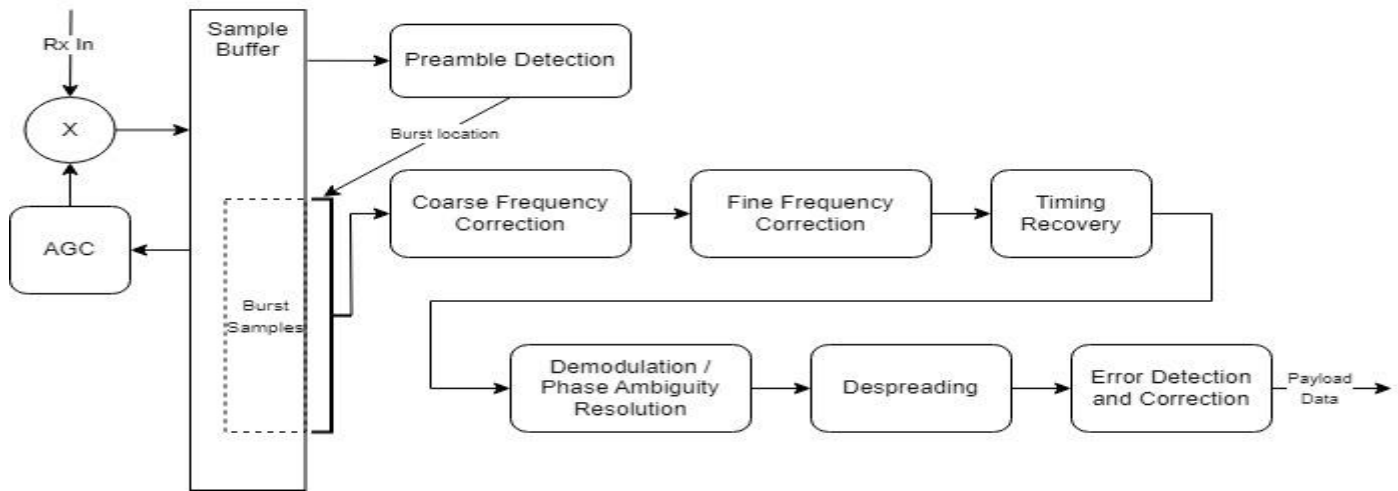 Rx In
Sample
Buffer
Preamble Detection
X
Burst location
AGC
Coarse Frequency
Correction
Fine Frequency
Correction
Timing
Recovery
Burst
Samples
Demodulation /
Phase Ambiguity
Resolution
Despreading
Error Detection
and Correction
Payload
Data